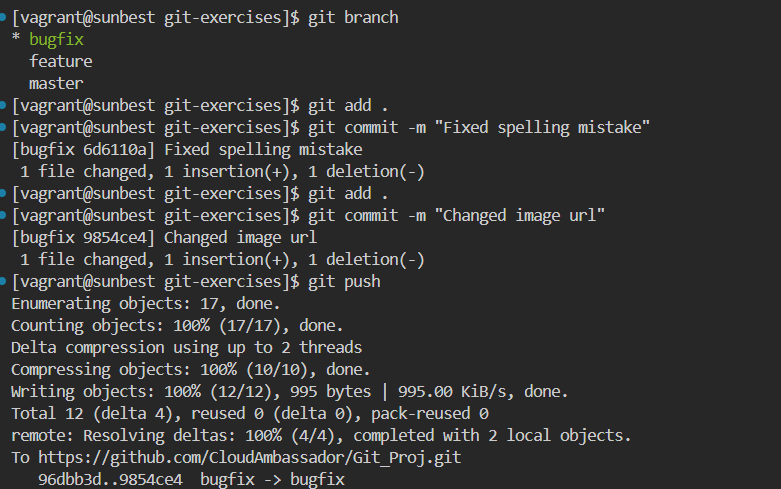 [vagrant@sunbest git-exercises]$ git branch
* bugfix
  feature
  master
[vagrant@sunbest git-exercises]$ git add .
[vagrant@sunbest git-exercises]$ git commit -m "Fixed spelling mistake"
[bugfix 6d6110a] Fixed spelling mistake
 1 file changed, 1 insertion(+), 1 deletion(-)
[vagrant@sunbest git-exercises]$ git add .
[vagrant@sunbest git-exercises]$ git commit -m "Changed image url"
[bugfix 9854ce4] Changed image url
 1 file changed, 1 insertion(+), 1 deletion(-)
[vagrant@sunbest git-exercises]$ git push
Enumerating objects: 17, done.
Counting objects: 100% (17/17), done.
Delta compression using up to 2 threads
Compressing objects: 100% (10/10), done.
Writing objects: 100% (12/12), 995 bytes | 995.00 KiB/s, done.
Total 12 (delta 4), reused 0 (delta 0), pack-reused 0
remote: Resolving deltas: 100% (4/4), completed with 2 local objects.
To https://github.com/CloudAmbassador/Git_Proj.git
   96dbb3d..9854ce4  bugfix -> bugfix